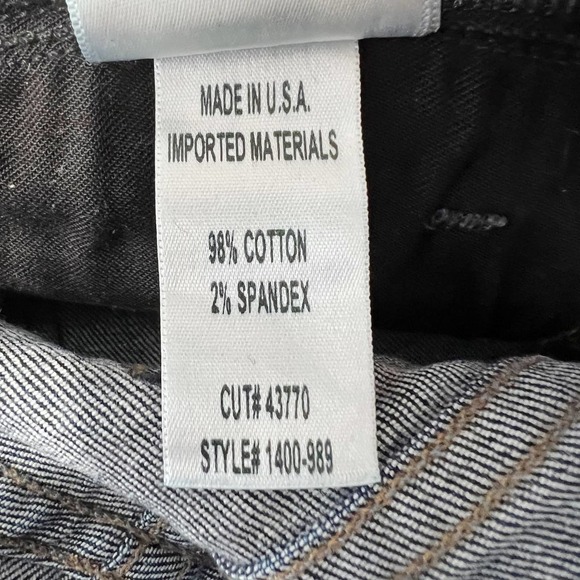 MADE IN U.S.A.
IMPORTED MATERIALS
98% COTTON
2% SPANDEX
CUT# 43770
STYLE# 1400-989